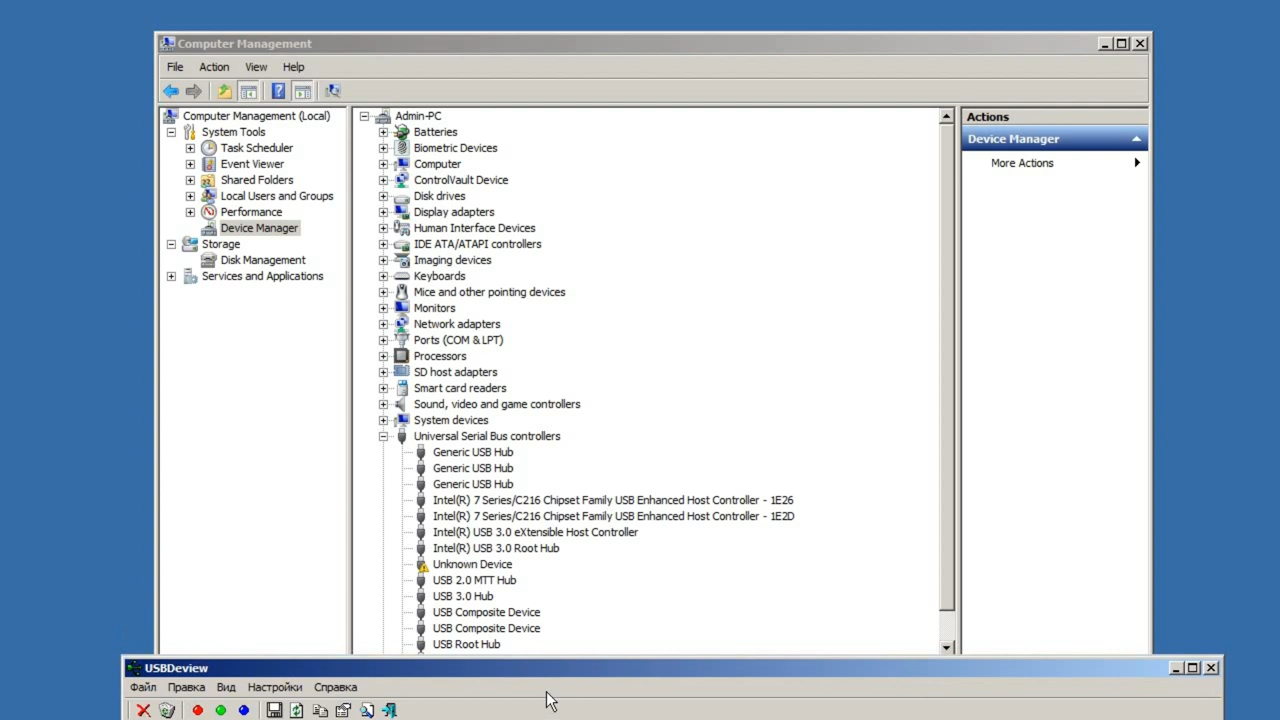 Computer Management
File Action View Help
Computer Management (Local)
System Tools
Task Scheduler
Event Viewer
Shared Folders
Local Users and Groups
Performance
Device Manager
Storage
Disk Management
Services and Applications
Admin-PC
Batteries
Biometric Devices
Computer
ControlVault Device
Disk drives
Display adapters
Human Interface Devices
IDE ATA/ATAPI controllers
Imaging devices
Keyboards
Mice and other pointing devices
Monitors
Network adapters
Ports (COM & LPT)
Processors
SD host adapters
Smart card readers
Sound, video and game controllers
System devices
Universal Serial Bus controllers
Generic USB Hub
Generic USB Hub
Generic USB Hub
Intel(R) 7 Series/C216 Chipset Family USB Enhanced Host Controller - 1E26
Intel(R) 7 Series/C216 Chipset Family USB Enhanced Host Controller - 1E2D
Intel(R) USB 3.0 eXtensible Host Controller
Intel(R) USB 3.0 Root Hub
Unknown Device
USB 2.0 MTT Hub
USB 3.0 Hub
USB Composite Device
USB Composite Device
USB Root Hub
Actions
Device Manager
More Actions
USBDeview
Файл Правка Вид Настройки Справка